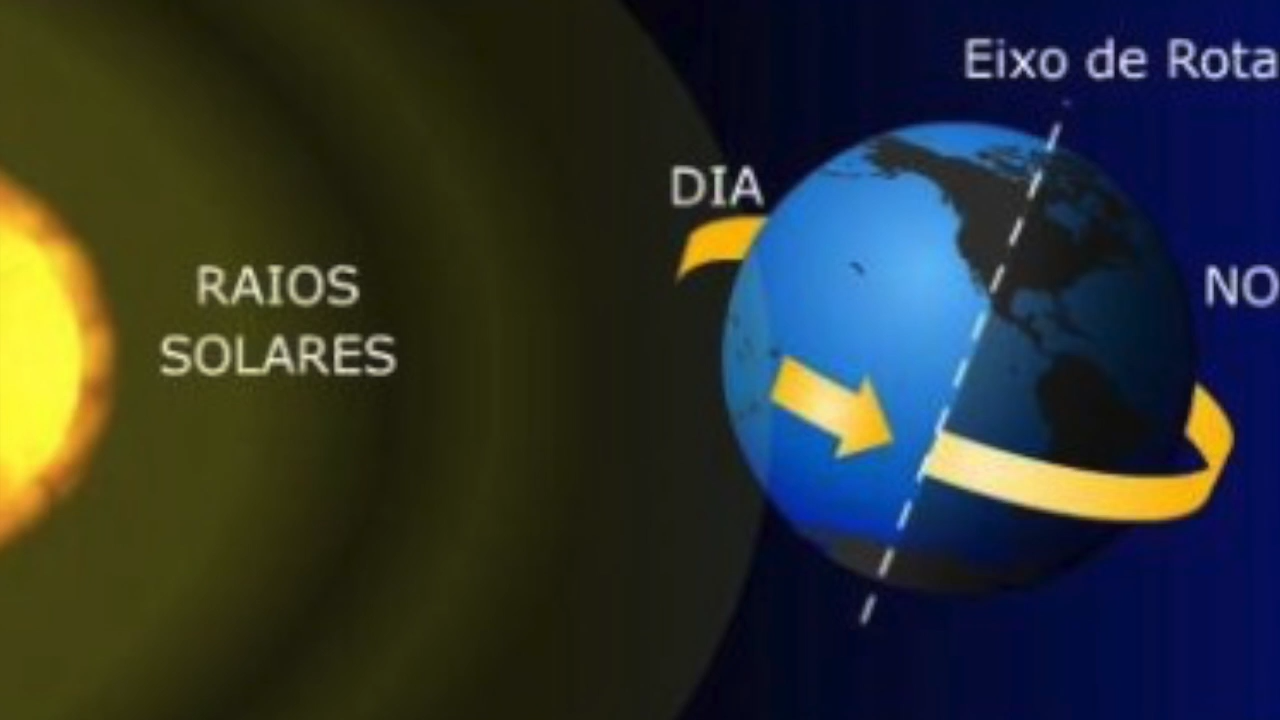 Eixo de Rota
DIA
RAIOS
SOLARES
NO